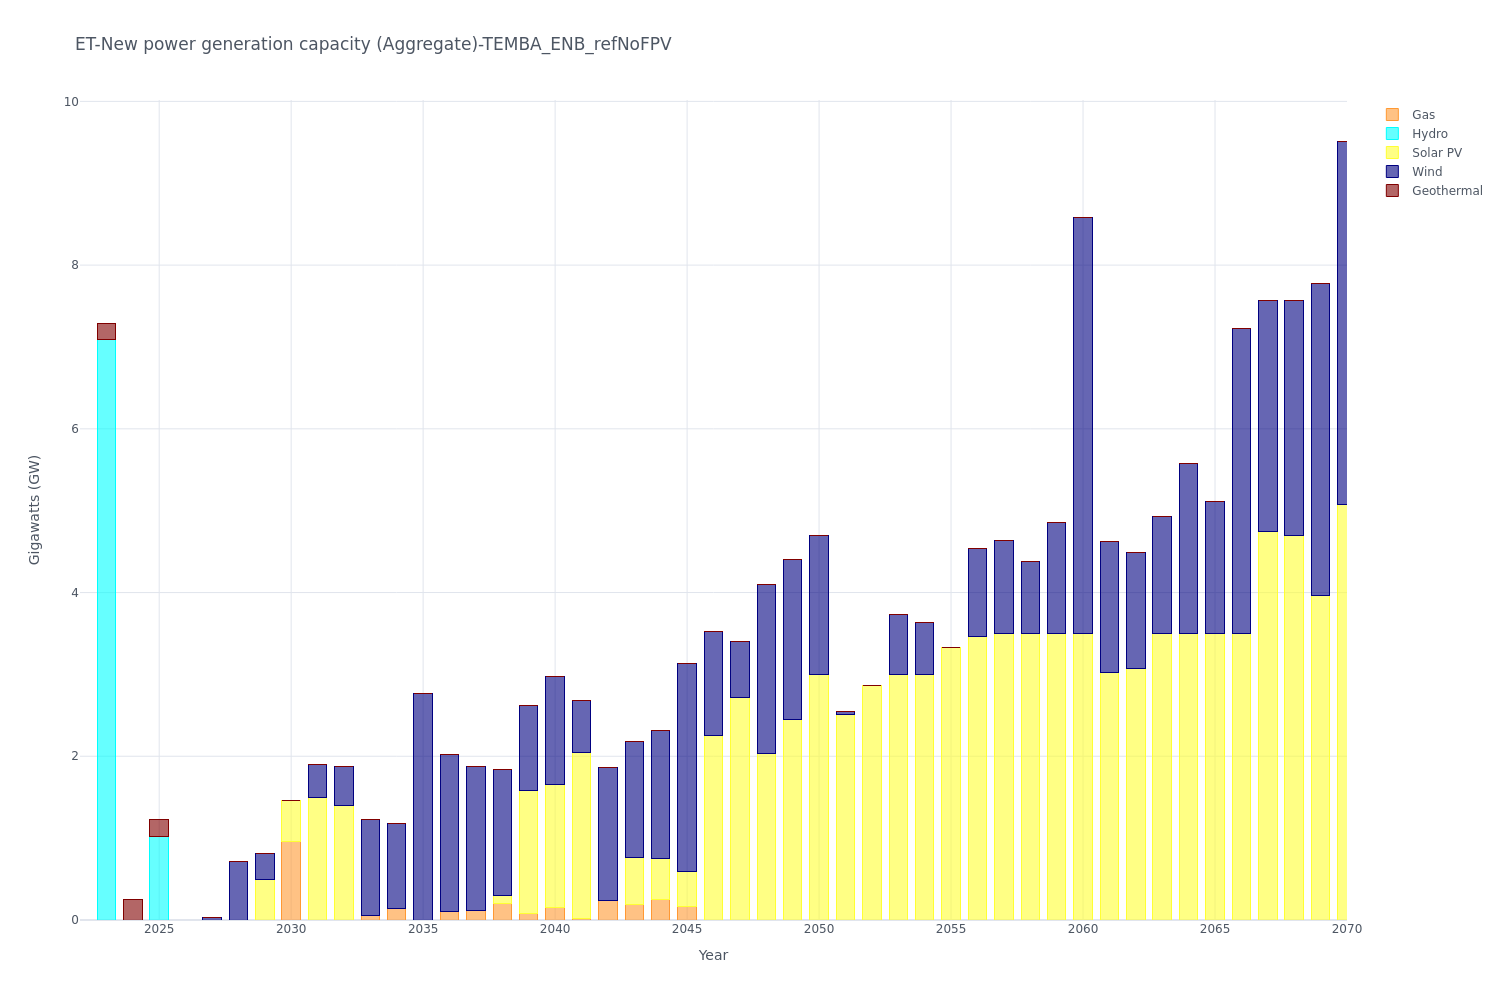 ET-New power generation capacity (Aggregate)-TEMBA_ENB_refNoFPV
10
8
6
4
2
0
Gigawatts (GW)
2025
2030
2035
2040
2045
2050
2055
2060
2065
2070
Year
Gas
Hydro
Solar PV
Wind
Geothermal